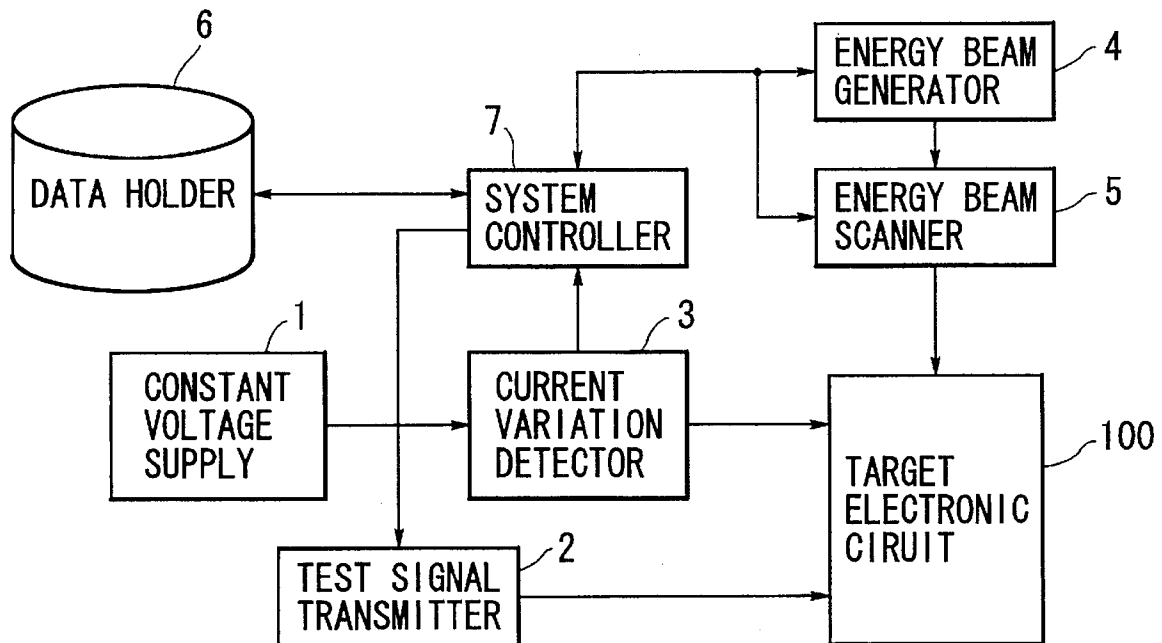 6
DATA HOLDER
7
SYSTEM
CONTROLLER
ENERGY BEAM
GENERATOR
4
ENERGY BEAM
SCANNER
5
1
CONSTANT
VOLTAGE
SUPPLY
3
CURRENT
VARIATION
DETECTOR
100
TARGET
ELECTRONIC
CIRUIT
2
TEST SIGNAL
TRANSMITTER